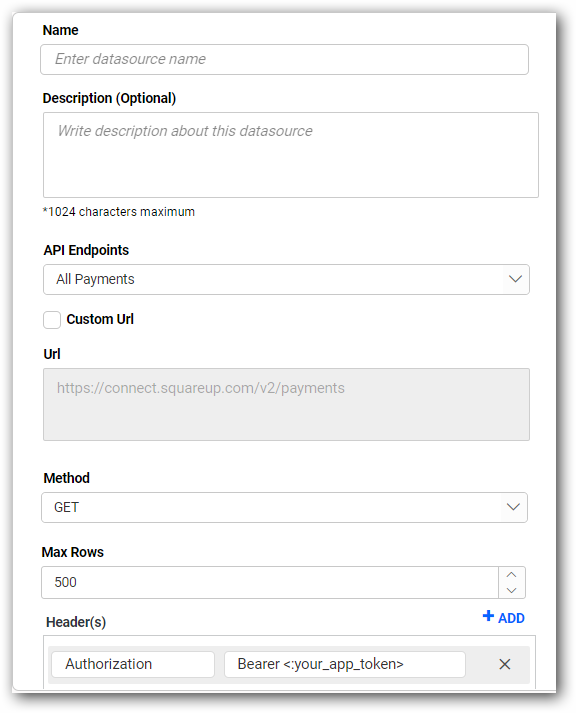 Name
Enter datasource name
Description (Optional)
Write description about this datasource
*1024 characters maximum
API Endpoints
All Payments
Custom Url
Url
https://connect.squareup.com/v2/payments
Method
GET
Max Rows
500
+ ADD
Header(s)
Authorization Bearer <:your_app_token>